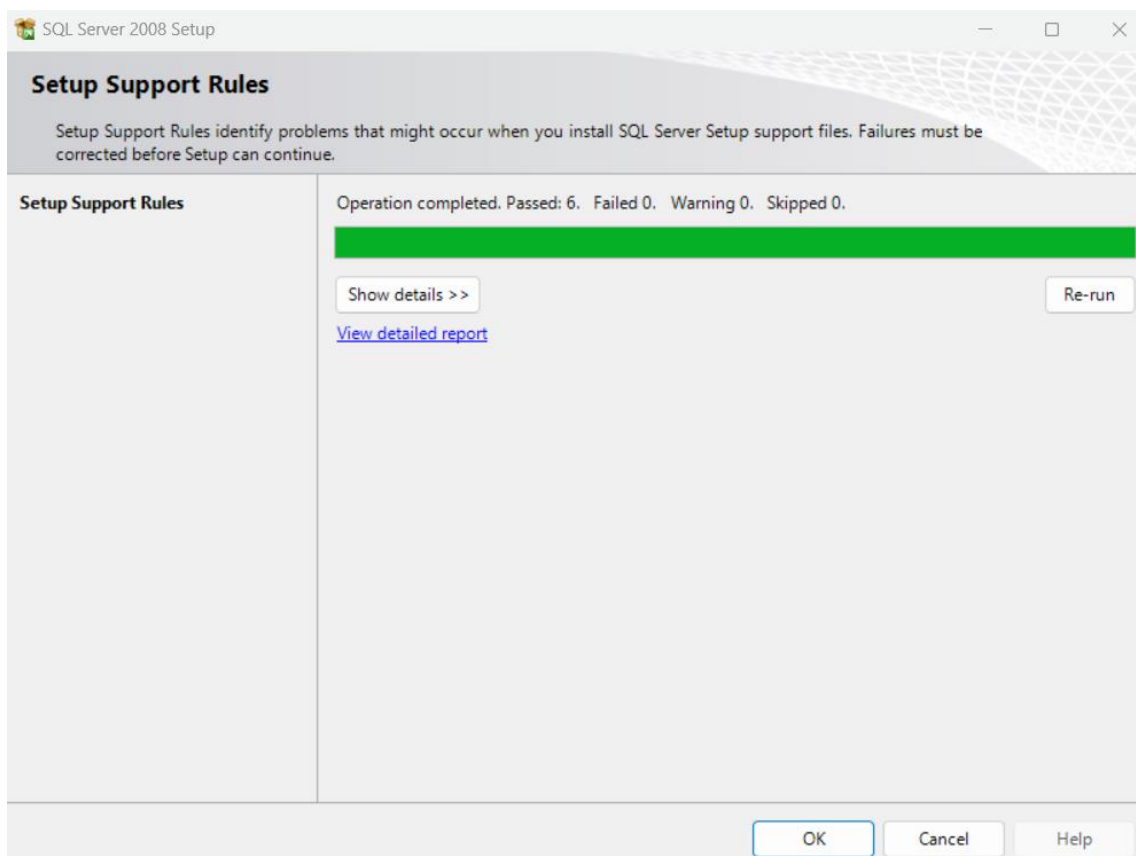 SQL Server 2008 Setup
Setup Support Rules
Setup Support Rules identify problems that might occur when you install SQL Server Setup support files. Failures must be
corrected before Setup can continue.
Setup Support Rules
Operation completed. Passed: 6. Failed 0. Warning 0. Skipped 0.
Show details >>
Re-run
View detailed report
OK
Cancel
Help